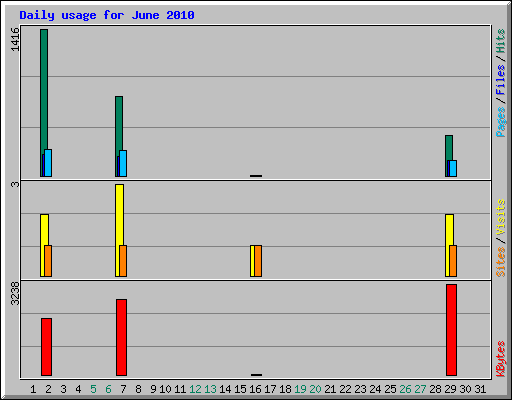 Daily usage for June 2010
1416
Pages / Files / Hits
3
Sites / Visits
3238
KBytes
1 2 3 4 5 6 7 8 9 10 11 12 13 14 15 16 17 18 19 20 21 22 23 24 25 26 27 28 29 30 31